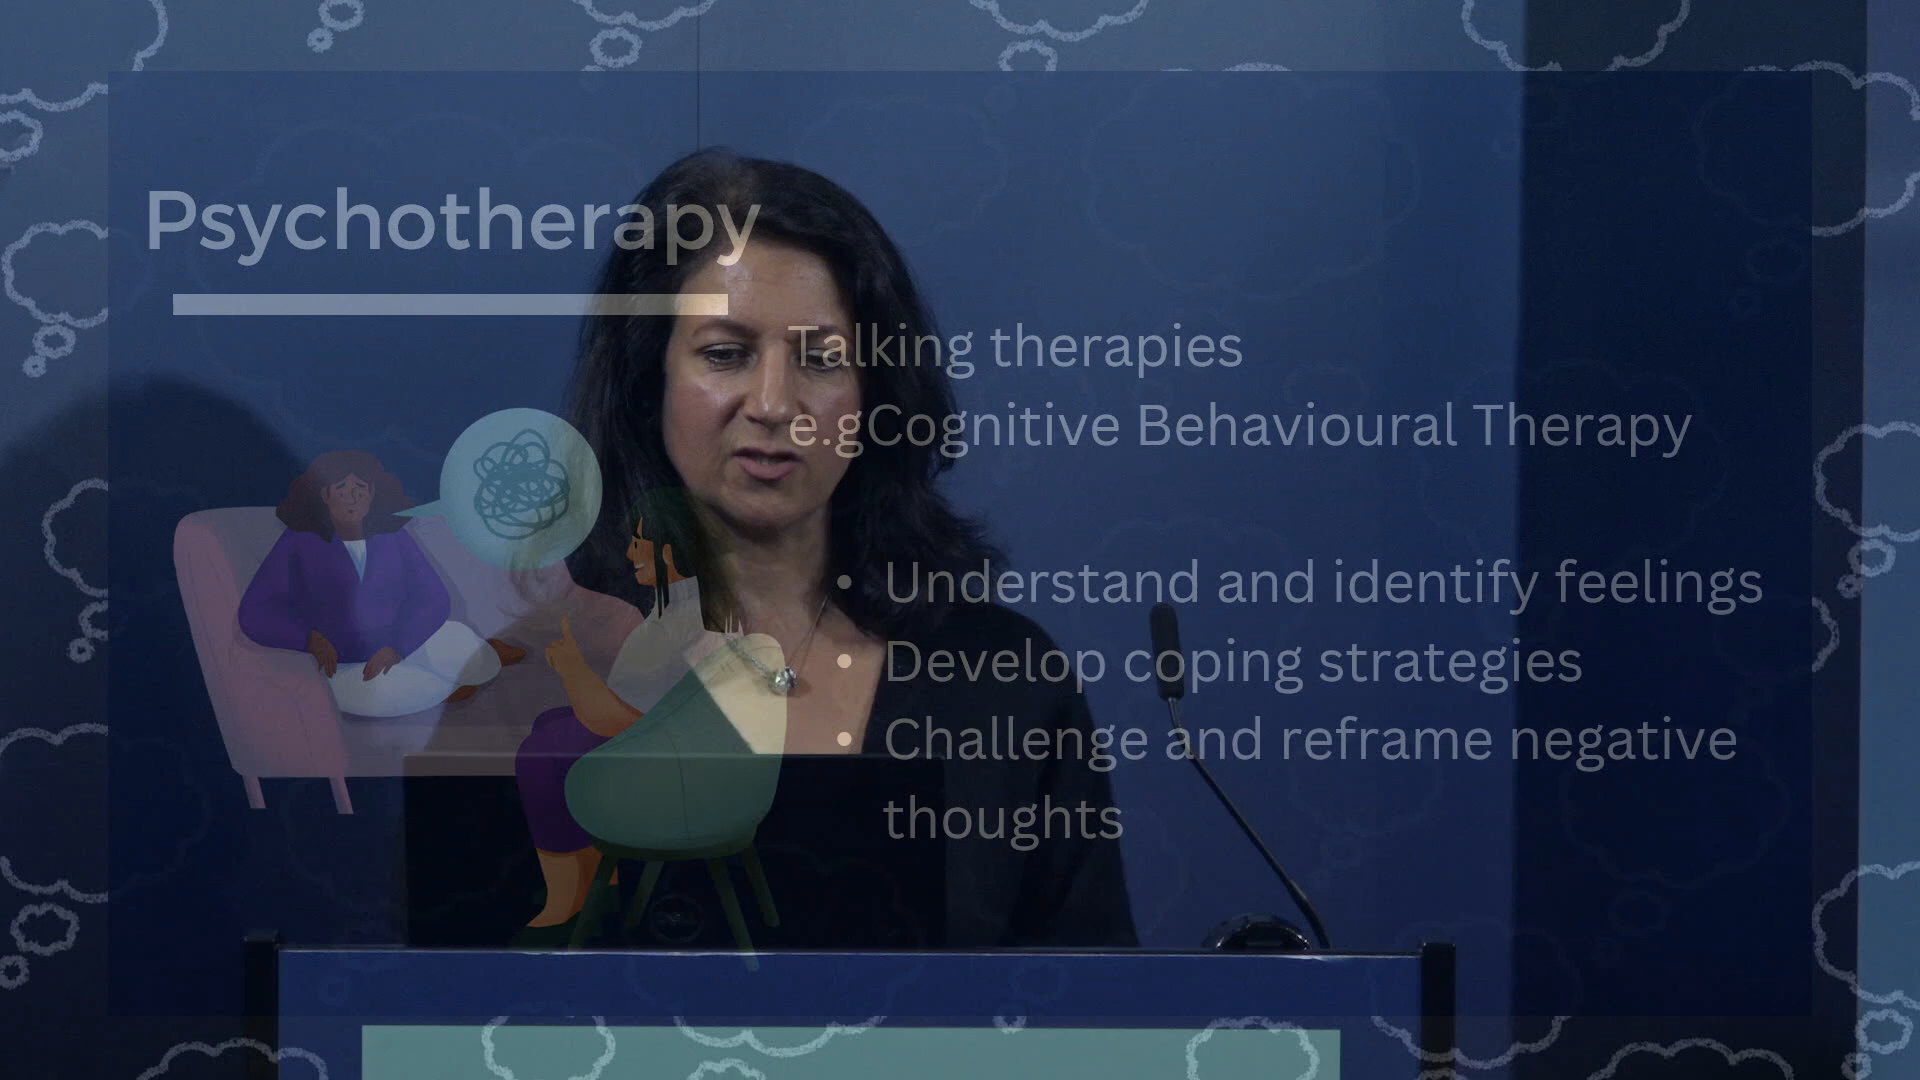 Psychotherapy
Talking therapies
e.gCognitive Behavioural Therapy
• Understand and identify feelings
• Develop coping strategies
• Challenge and reframe negative
thoughts